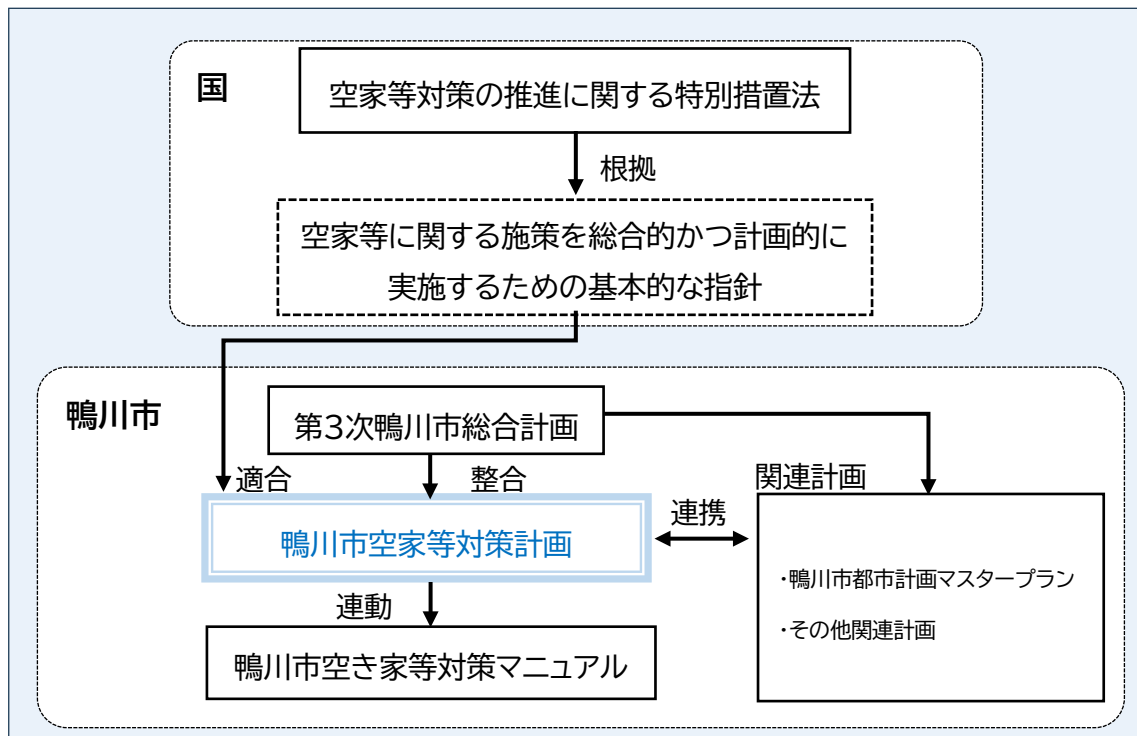 国
空家等対策の推進に関する特別措置法
根拠
空家等に関する施策を総合的かつ計画的に
実施するための基本的な指針
鴨川市
第3次鴨川市総合計画
適合
整合
関連計画
鴨川市空家等対策計画
連携
・鴨川市都市計画マスタープラン
・その他関連計画
連動
鴨川市空き家等対策マニュアル